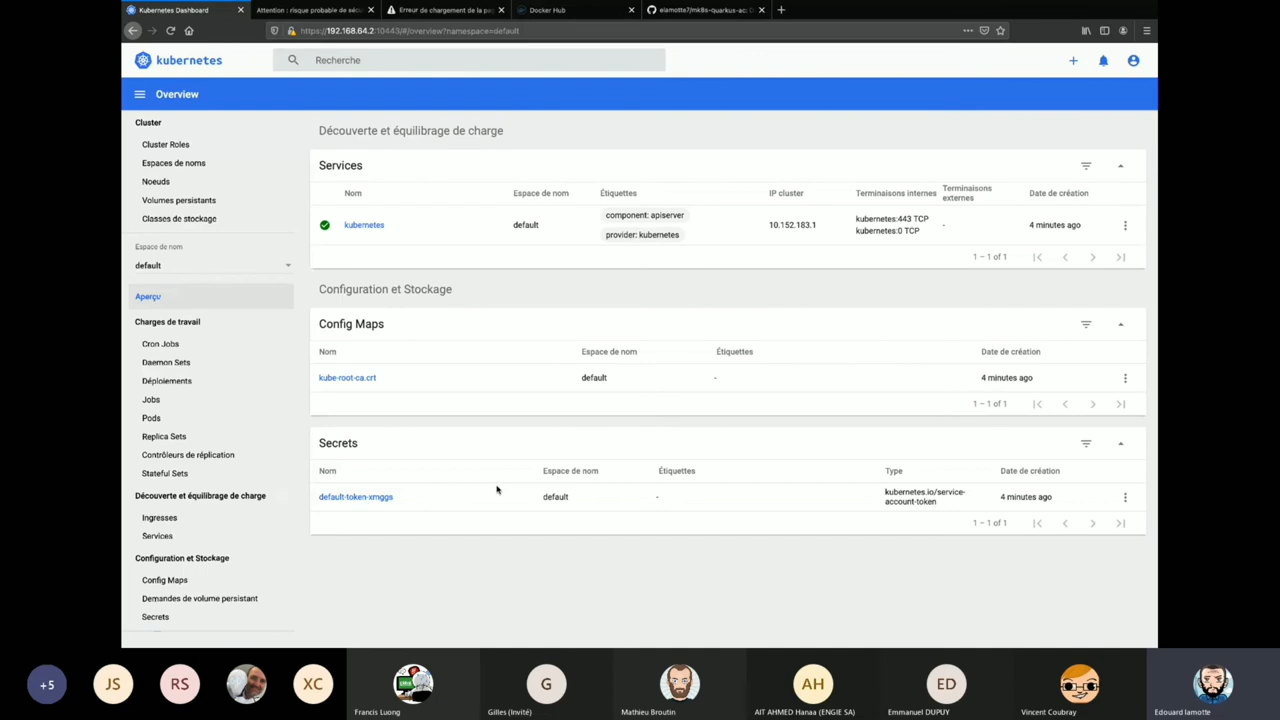 Kubernetes Dashboard
Attention : risque probable de sécu
Erreur de chargement de la pag
Docker Hub
elamotte7/mk8s-quarkus-ac: D
https://192.168.64.2:10443/#/overview?namespace=default
kubernetes
Recherche
Overview
Cluster
Cluster Roles
Espaces de noms
Noeuds
Volumes persistants
Classes de stockage
Espace de nom
default
Aperçu
Charges de travail
Cron Jobs
Daemon Sets
Déploiements
Jobs
Pods
Replica Sets
Contrôleurs de réplication
Stateful Sets
Découverte et équilibrage de charge
Ingresses
Services
Configuration et Stockage
Config Maps
Demandes de volume persistant
Secrets
Découverte et équilibrage de charge
Services
Nom Espace de nom Étiquettes IP cluster Terminaisons internes Terminaisons externes Date de création
kubernetes default component: apiserver provider: kubernetes 10.152.183.1 kubernetes:443 TCP kubernetes:0 TCP - 4 minutes ago
1 – 1 of 1
Configuration et Stockage
Config Maps
Nom Espace de nom Étiquettes Date de création
kube-root-ca.crt default - 4 minutes ago
1 – 1 of 1
Secrets
Nom Espace de nom Étiquettes Type Date de création
default-token-xmggs default - kubernetes.io/service-account-token 4 minutes ago
1 – 1 of 1
+5
JS
RS
XC
Francis Luong
G
Gilles (Invité)
Mathieu Broutin
AH
AIT AHMED Hanaa (ENGIE SA)
ED
Emmanuel DUPUY
Vincent Coubray
Edouard lamotte